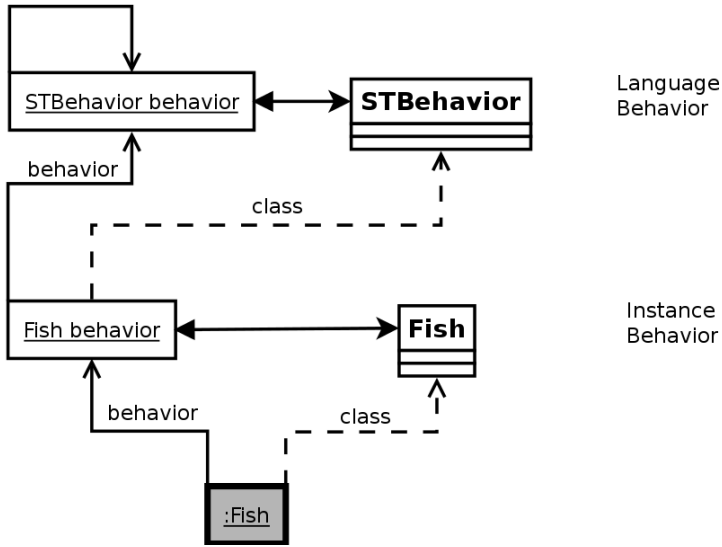 STBehavior behavior
STBehavior
Language
Behavior
behavior
class
Fish behavior
Fish
Instance
Behavior
behavior
class
:Fish